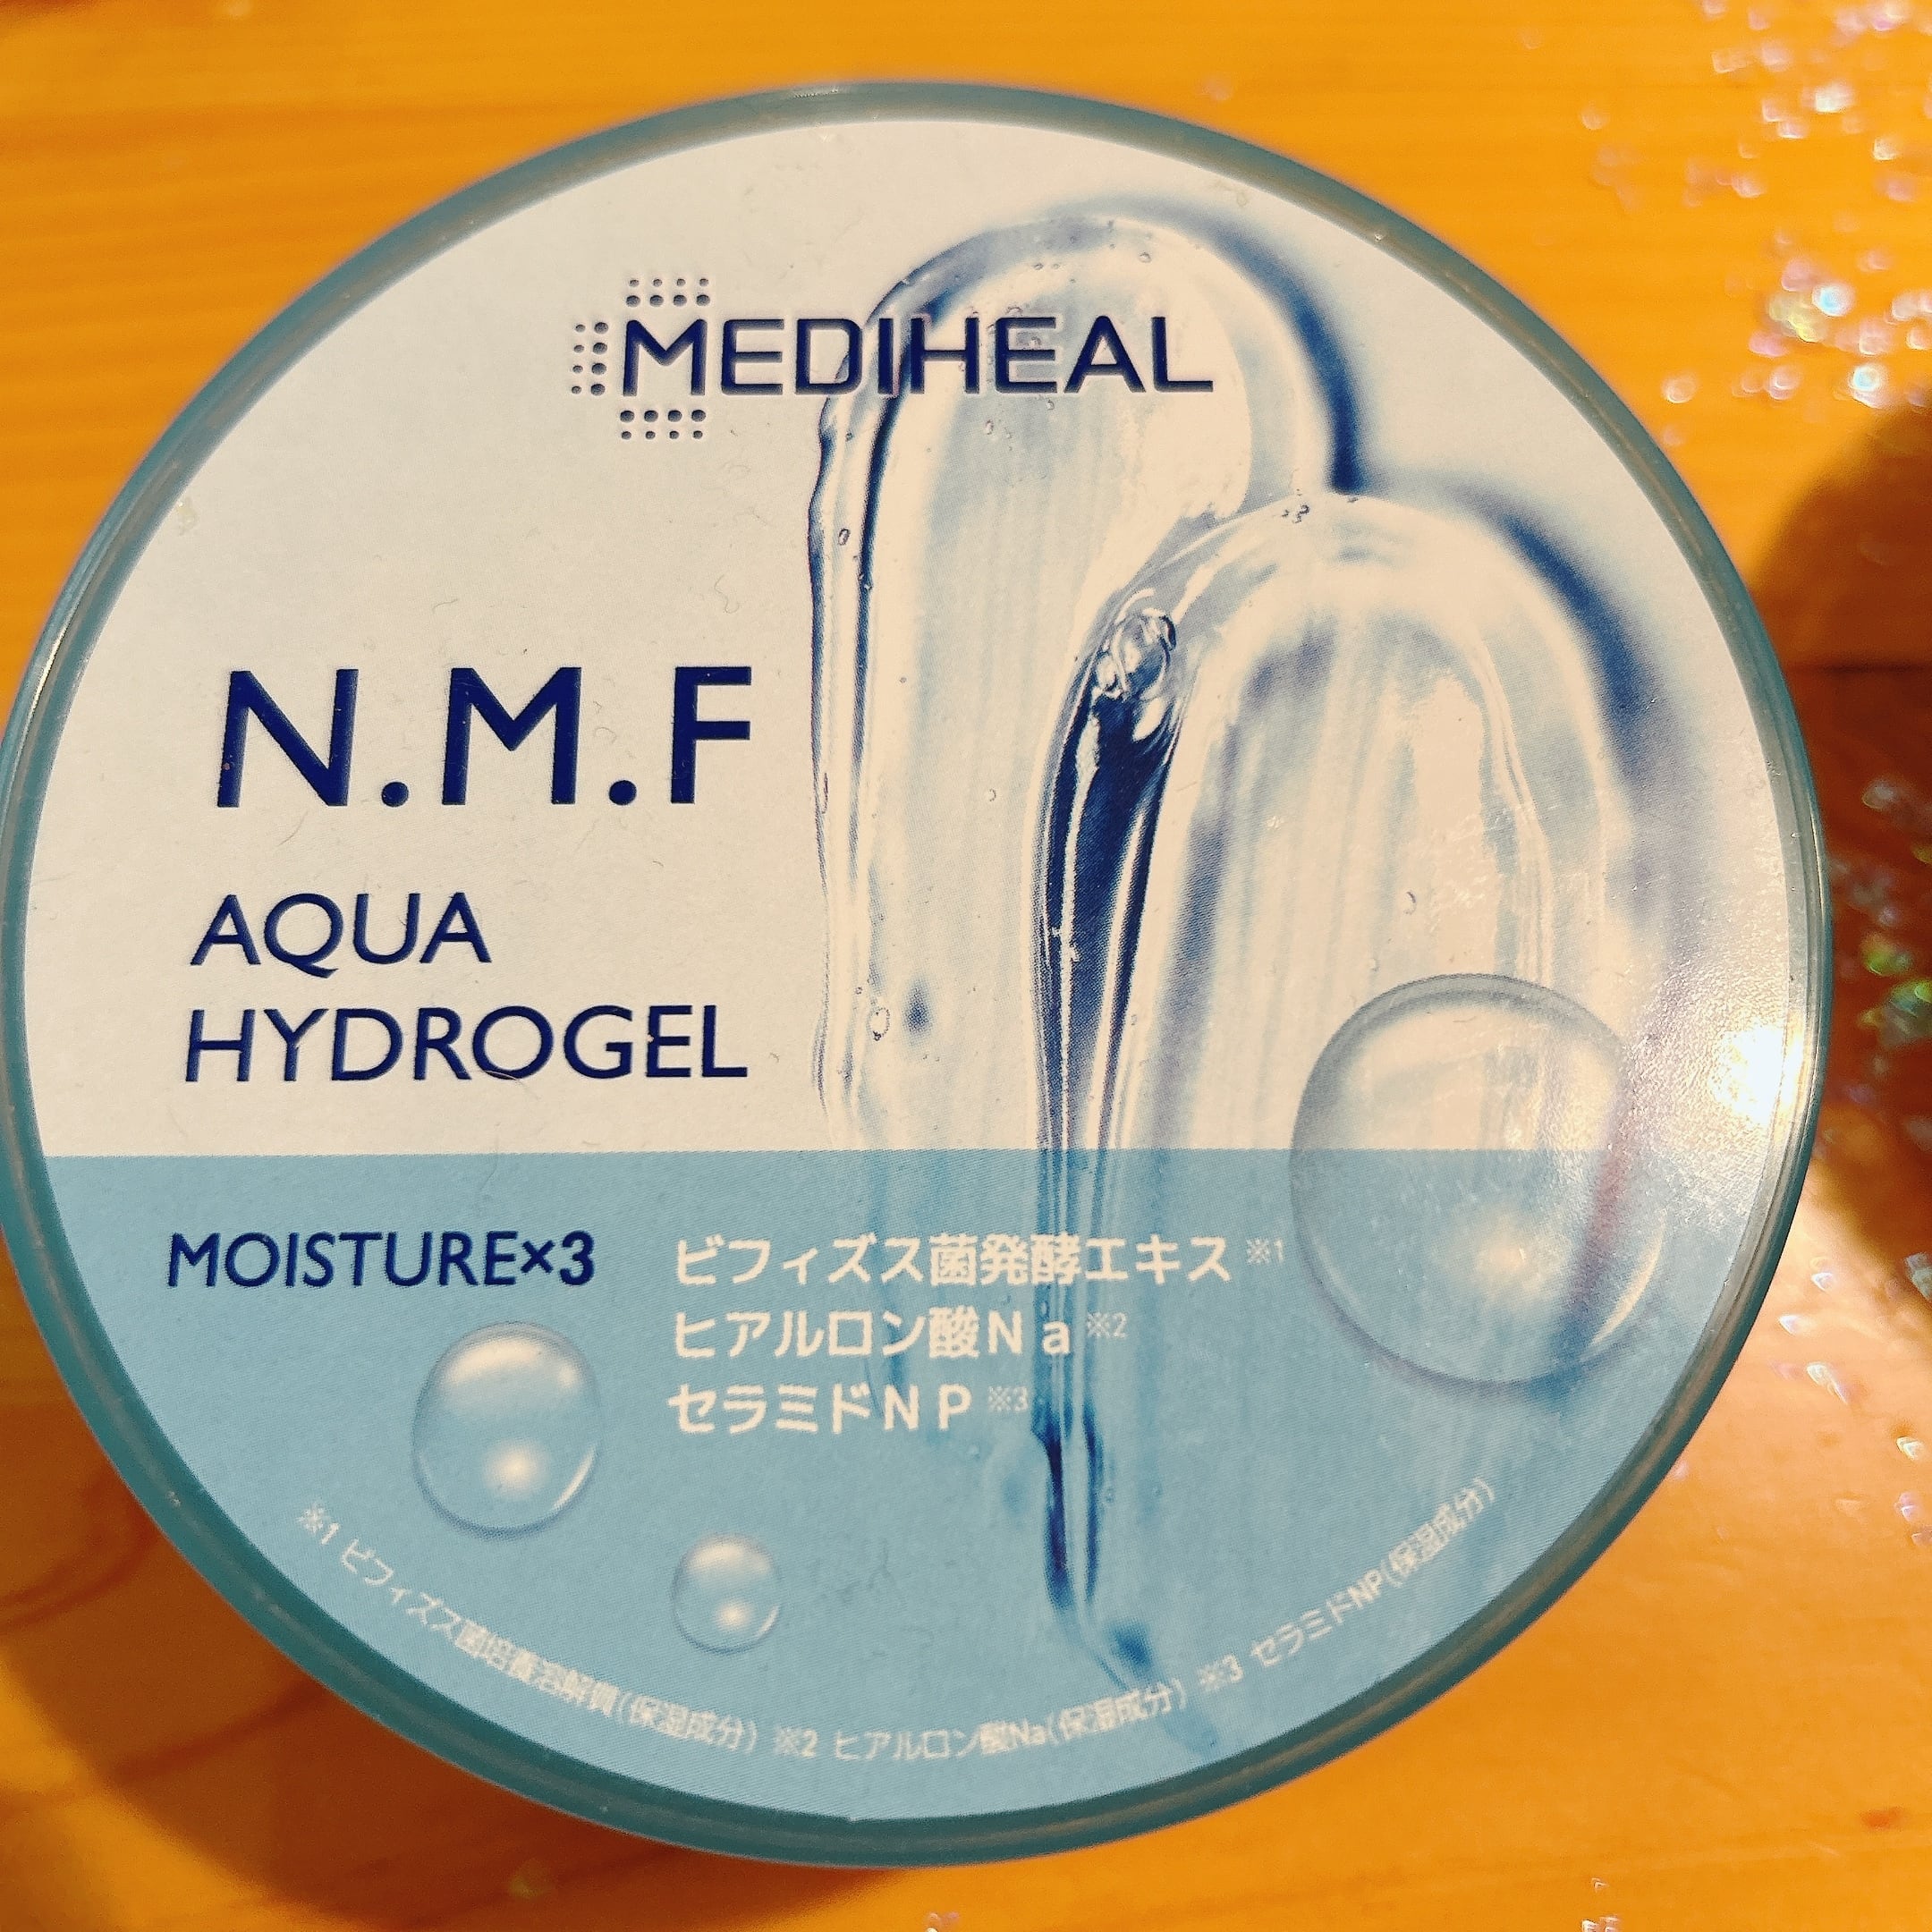 MEDIHEAL
N.M.F
AQUA
HYDROGEL
MOISTURE×3
ビフィズス菌発酵エキス※1
ヒアルロン酸Na※2
セラミドNP※3
※1 ビフィズス菌培養溶解質(保湿成分) ※2 ヒアルロン酸Na(保湿成分) ※3 セラミドNP(保湿成分)